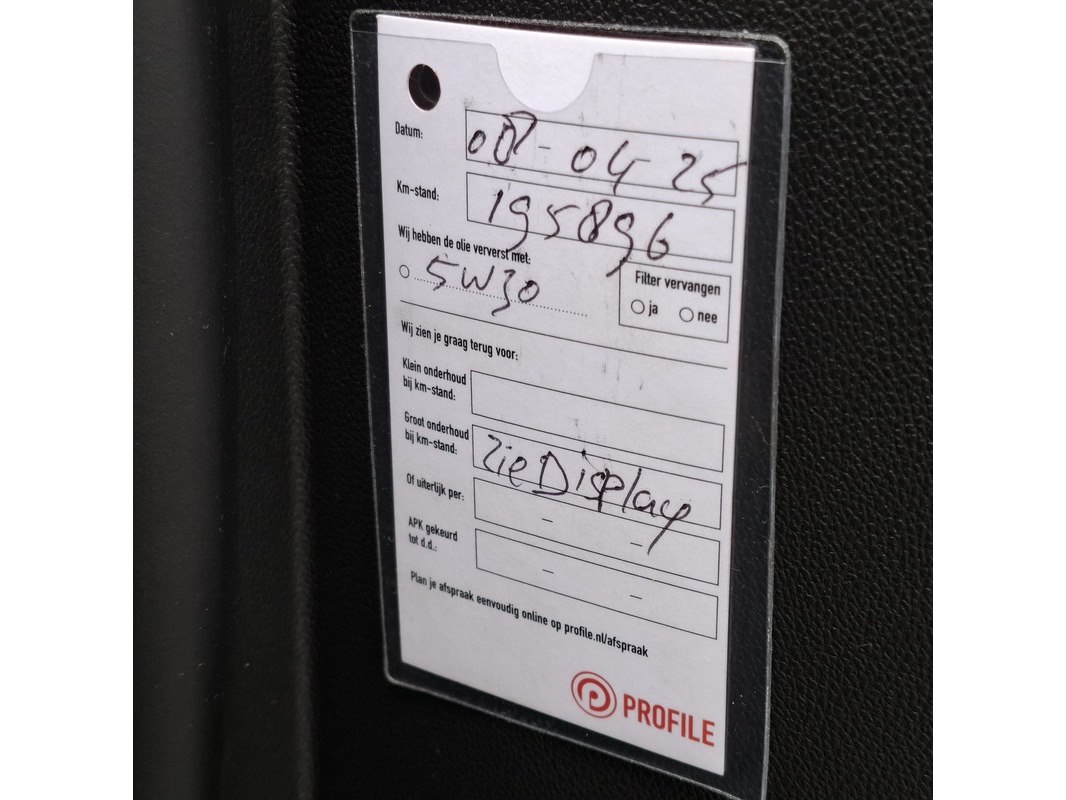 Datum: 08-04-25
Km-stand: 195896
Wij hebben de olie ververst met:
5W30
Filter vervangen
ja nee
Wij zien je graag terug voor:
Klein onderhoud
bij km-stand:
Groot onderhoud
bij km-stand: zie Display
Of uiterlijk per: – –
APK gekeurd
tot d.d.: – –
Plan je afspraak eenvoudig online op profile.nl/afspraak
PROFILE